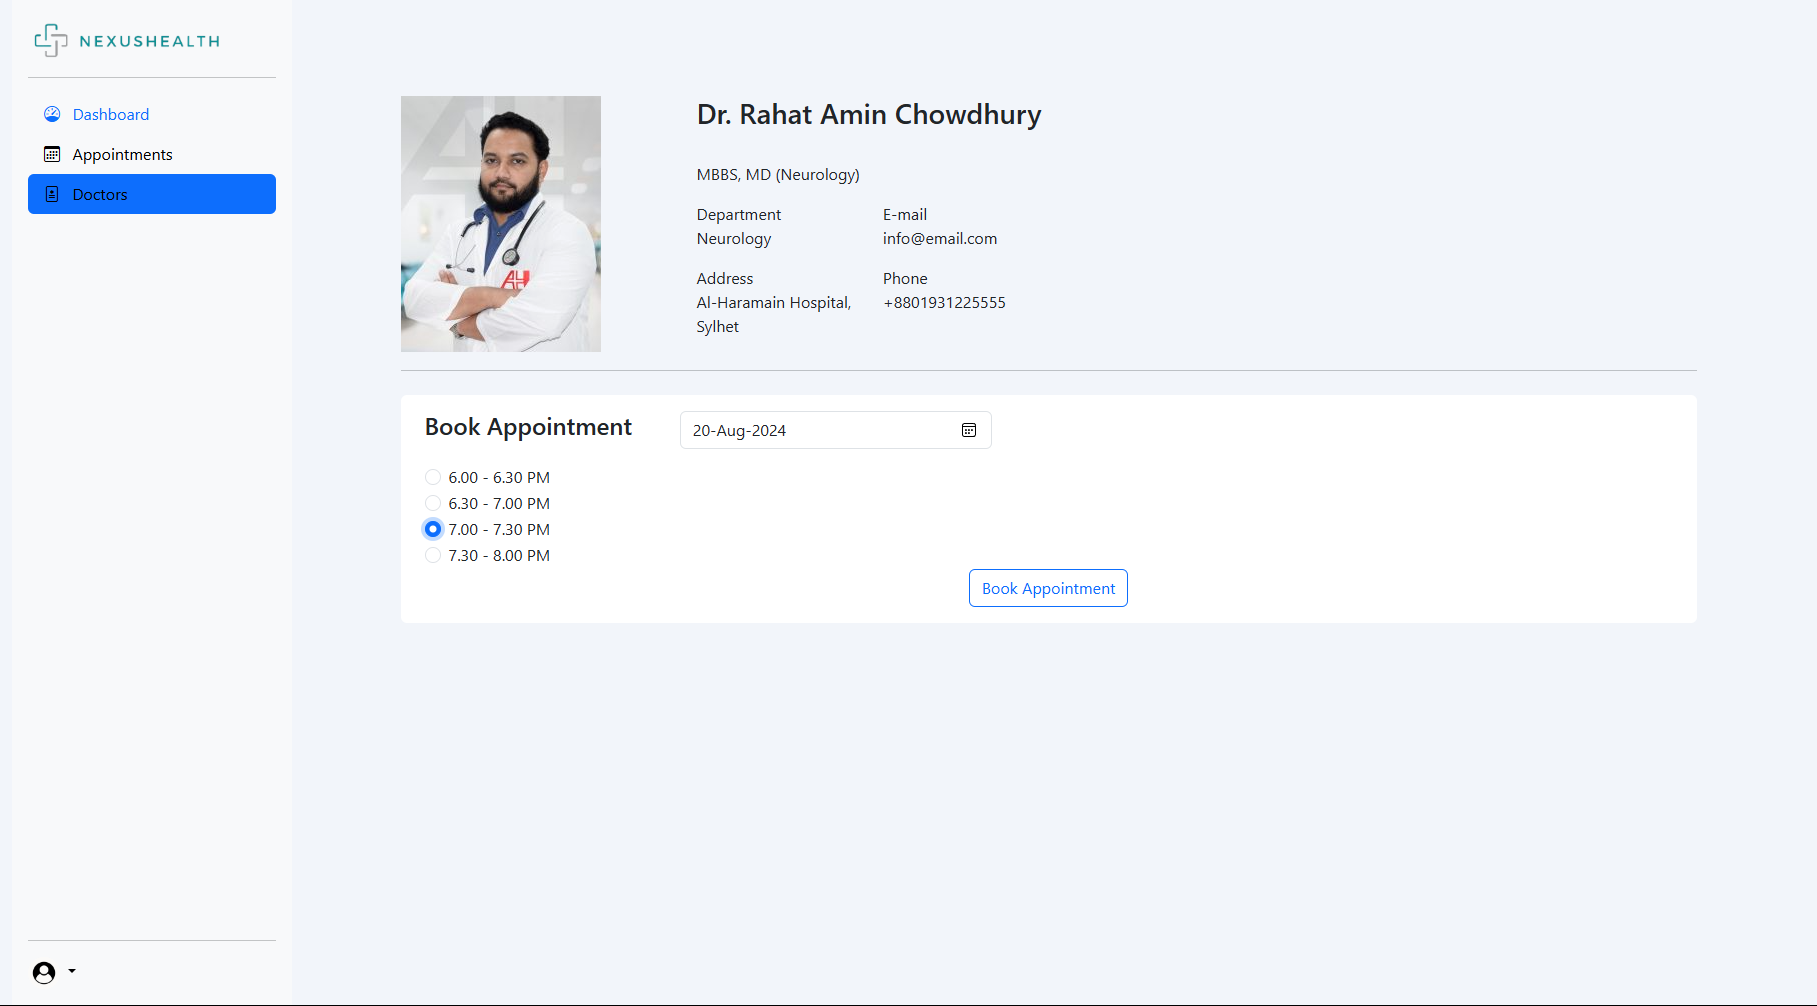 NEXUSHEALTH
Dashboard
Appointments
Doctors
Dr. Rahat Amin Chowdhury
MBBS, MD (Neurology)
Department
Neurology
E-mail
info@email.com
Address
Al-Haramain Hospital,
Sylhet
Phone
+8801931225555
Book Appointment
20-Aug-2024
6.00 - 6.30 PM
6.30 - 7.00 PM
7.00 - 7.30 PM
7.30 - 8.00 PM
Book Appointment